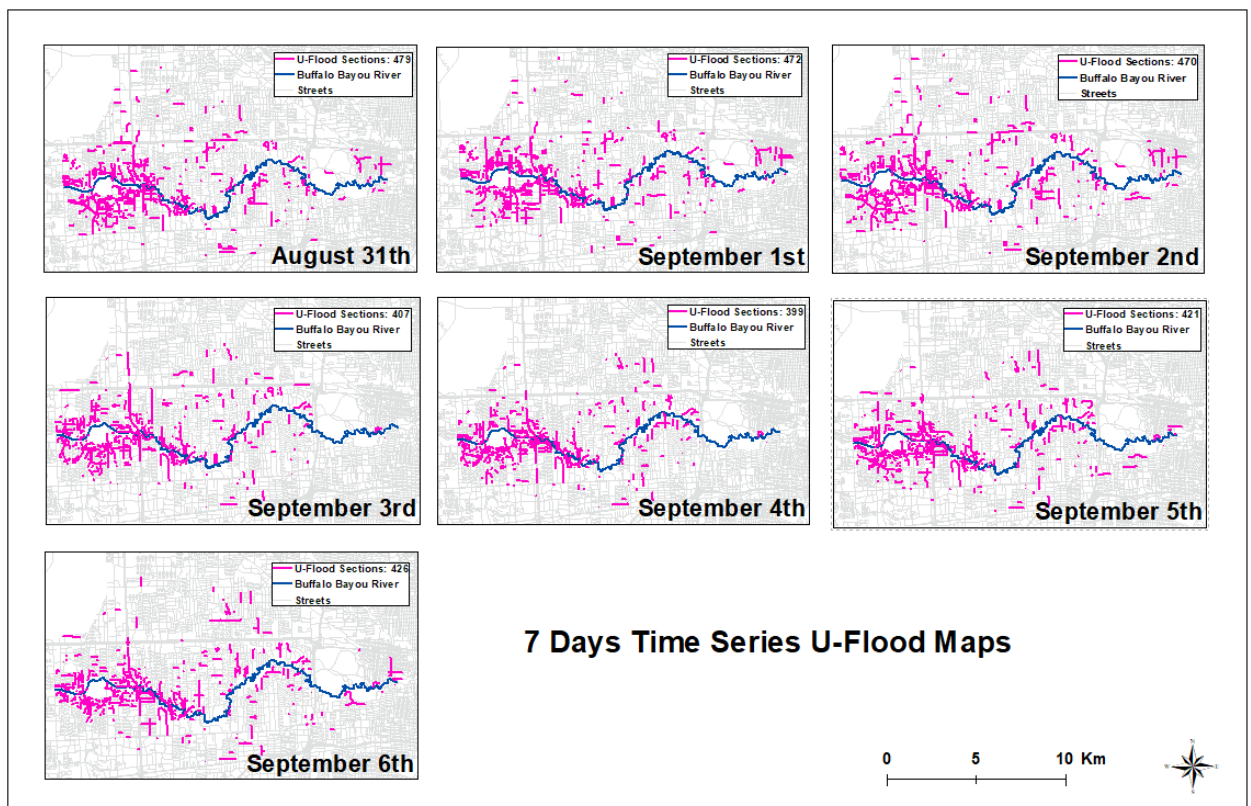 U-Flood Sections: 479
Buffalo Bayou River
Streets
August 31th
U-Flood Sections: 472
Buffalo Bayou River
Streets
September 1st
U-Flood Sections: 470
Buffalo Bayou River
Streets
September 2nd
U-Flood Sections: 407
Buffalo Bayou River
Streets
September 3rd
U-Flood Sections: 399
Buffalo Bayou River
Streets
September 4th
U-Flood Sections: 421
Buffalo Bayou River
Streets
September 5th
U-Flood Sections: 426
Buffalo Bayou River
Streets
September 6th
7 Days Time Series U-Flood Maps
0 5 10 Km
N
W E
S